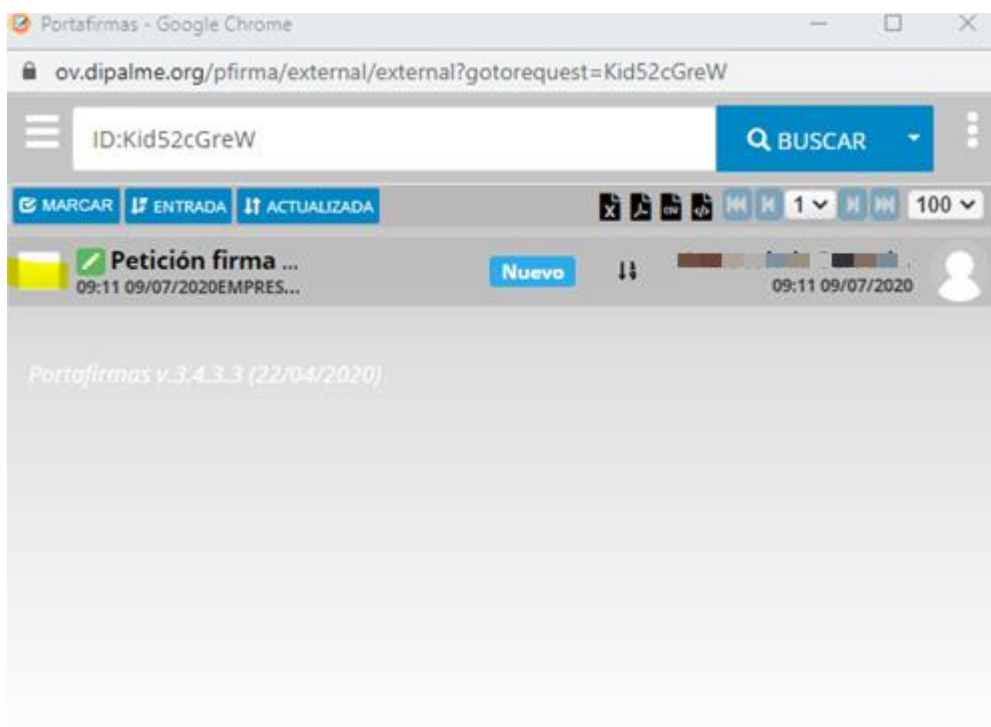 Portafirmas - Google Chrome
ov.dipalme.org/pfirma/external/external?gotorequest=Kid52cGreW
ID:Kid52cGreW BUSCAR
MARCAR ENTRADA ACTUALIZADA 1 100
Petición firma ... Nuevo
09:11 09/07/2020EMPRES... 09:11 09/07/2020
Portafirmas v.3.4.3.3 (22/04/2020)